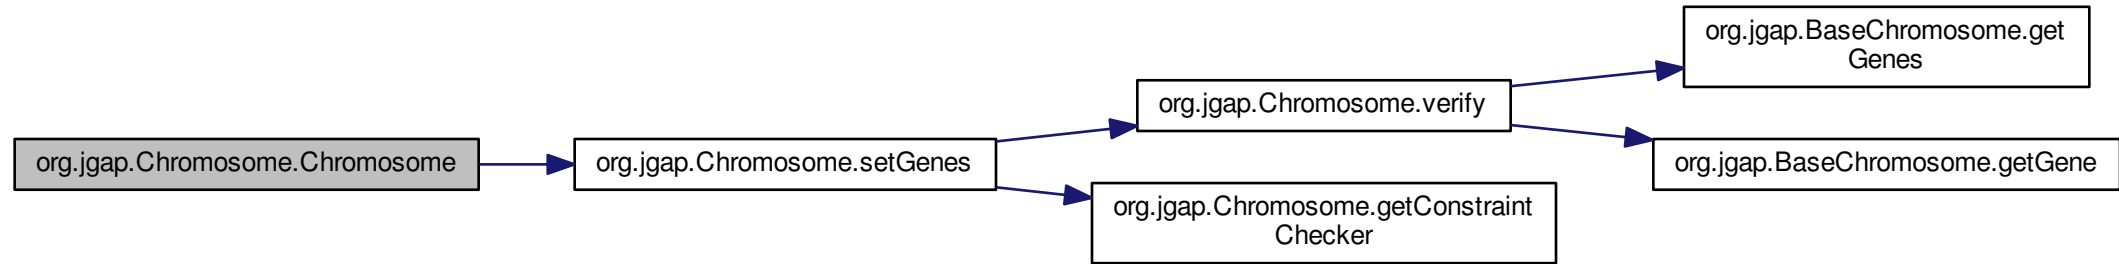 org.jgap.Chromosome.Chromosome
org.jgap.Chromosome.setGenes
org.jgap.Chromosome.verify
org.jgap.BaseChromosome.get
Genes
org.jgap.BaseChromosome.getGene
org.jgap.Chromosome.getConstraint
Checker